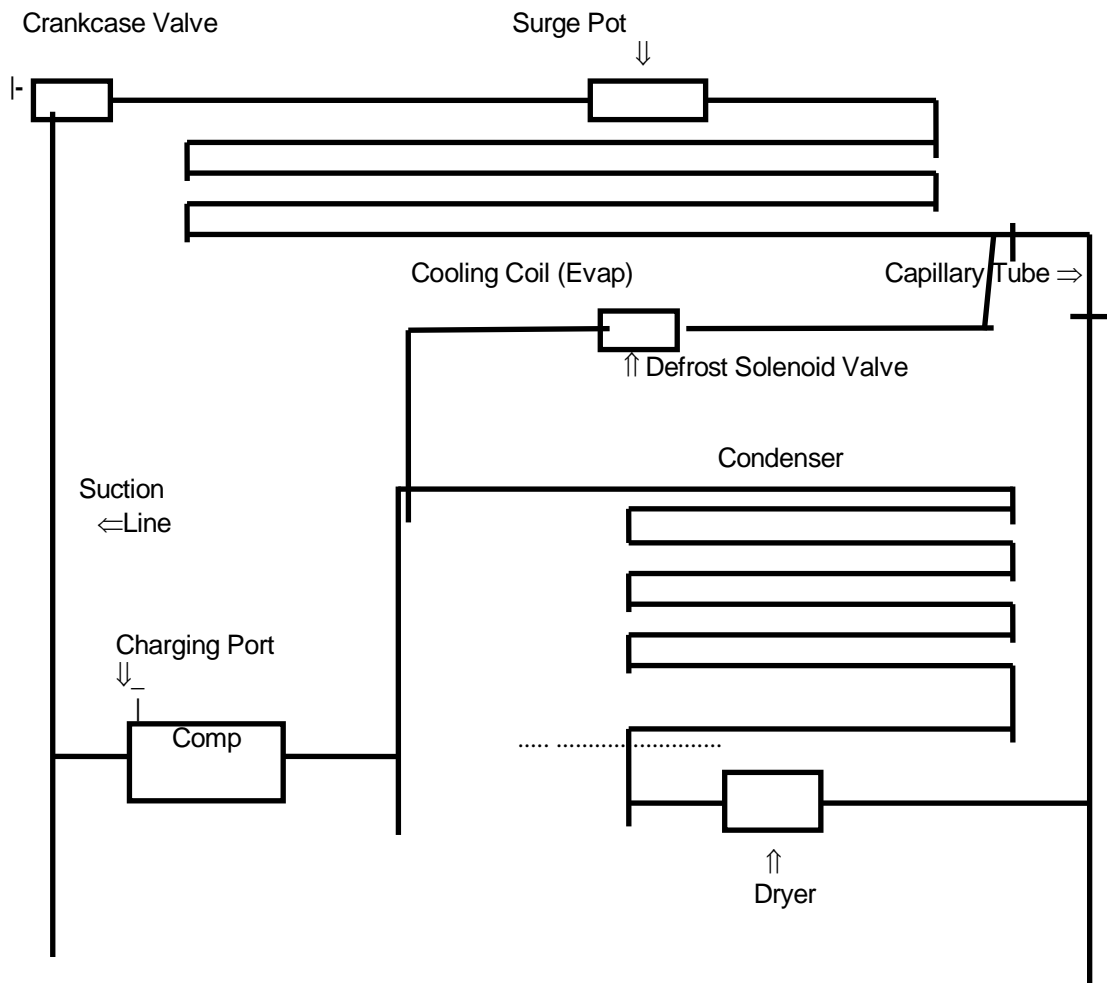 Crankcase Valve
Surge Pot
⇓
Cooling Coil (Evap)
Capillary Tube ⇒
⇑ Defrost Solenoid Valve
Condenser
Suction
⇐Line
Charging Port
⇓
Comp
⇑
Dryer